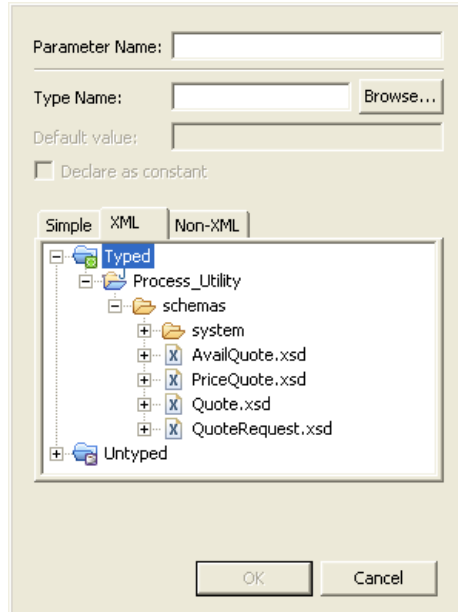 Parameter Name:
Type Name:
Browse...
Default value:
Declare as constant
Simple XML Non-XML
Typed
Process_Utility
schemas
system
AvailQuote.xsd
PriceQuote.xsd
Quote.xsd
QuoteRequest.xsd
Untyped
OK Cancel